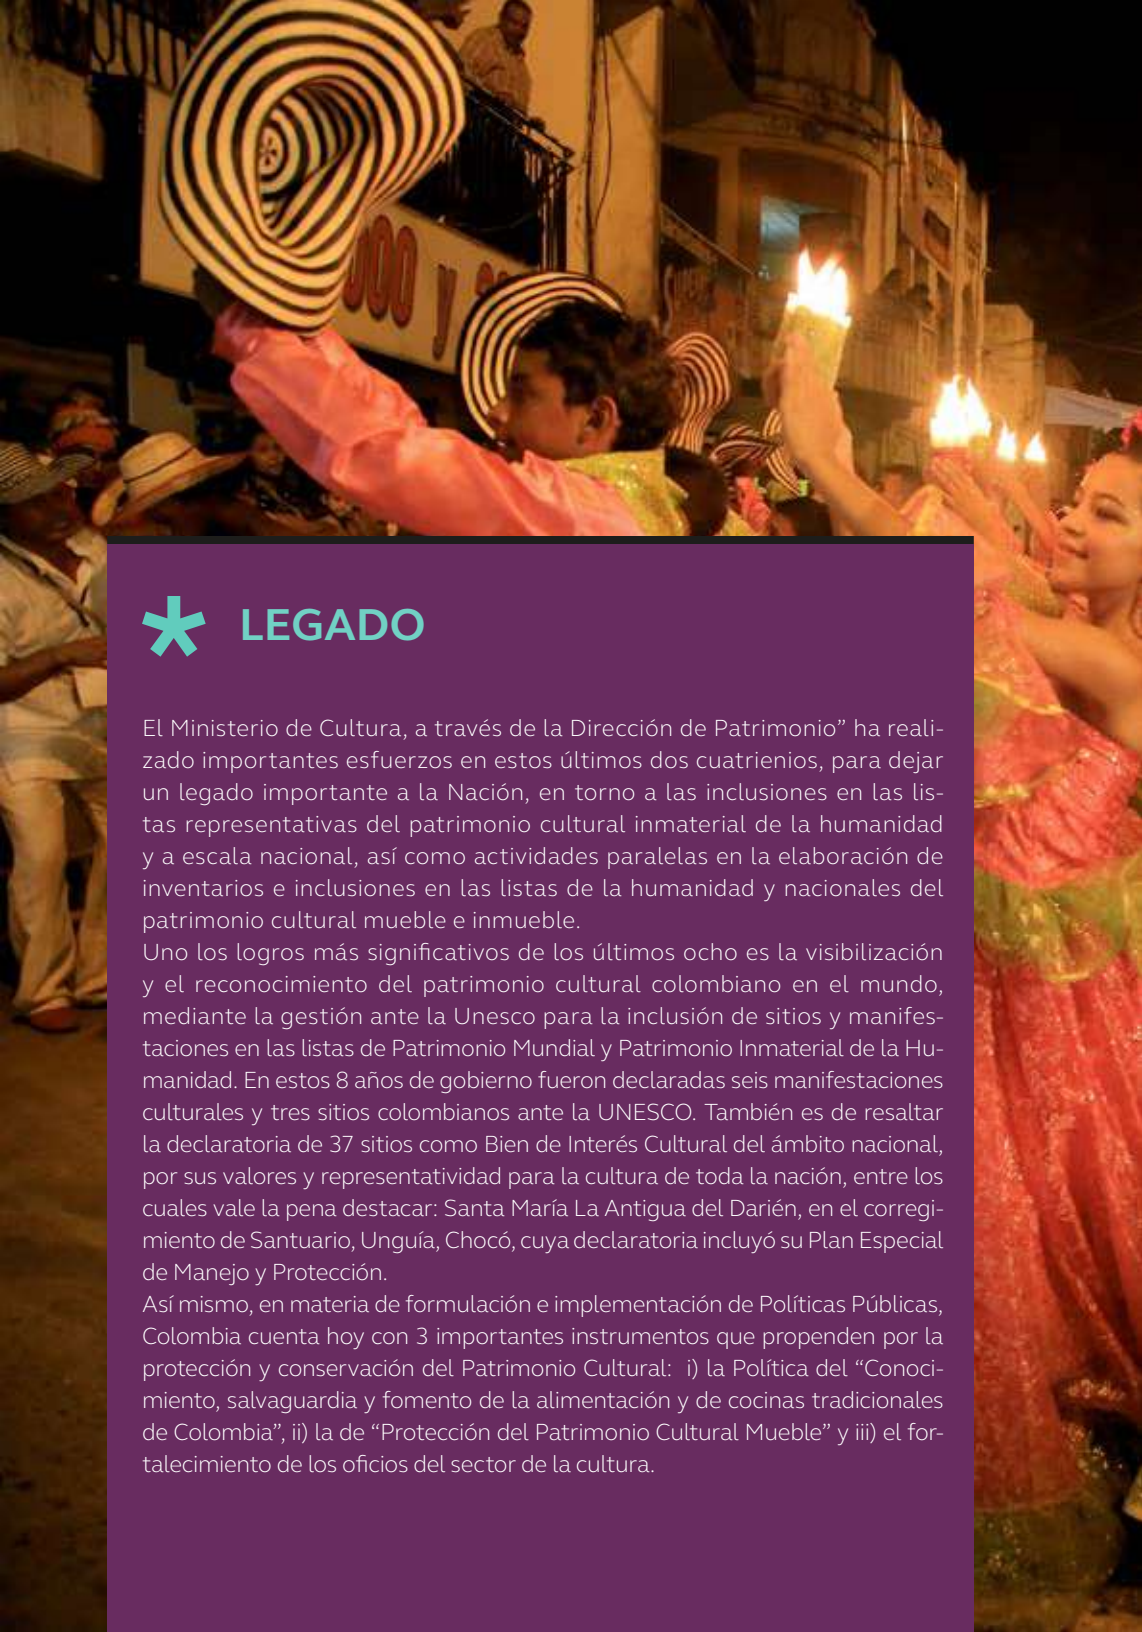 LEGADO
El Ministerio de Cultura, a través de la Dirección de Patrimonio” ha reali-
zado importantes esfuerzos en estos últimos dos cuatrienios, para dejar
un legado importante a la Nación, en torno a las inclusiones en las lis-
tas representativas del patrimonio cultural inmaterial de la humanidad
y a escala nacional, así como actividades paralelas en la elaboración de
inventarios e inclusiones en las listas de la humanidad y nacionales del
patrimonio cultural mueble e inmueble.
Uno los logros más significativos de los últimos ocho es la visibilización
y el reconocimiento del patrimonio cultural colombiano en el mundo,
mediante la gestión ante la Unesco para la inclusión de sitios y manifes-
taciones en las listas de Patrimonio Mundial y Patrimonio Inmaterial de la Hu-
manidad. En estos 8 años de gobierno fueron declaradas seis manifestaciones
culturales y tres sitios colombianos ante la UNESCO. También es de resaltar
la declaratoria de 37 sitios como Bien de Interés Cultural del ámbito nacional,
por sus valores y representatividad para la cultura de toda la nación, entre los
cuales vale la pena destacar: Santa María La Antigua del Darién, en el corregi-
miento de Santuario, Unguía, Chocó, cuya declaratoria incluyó su Plan Especial
de Manejo y Protección.
Así mismo, en materia de formulación e implementación de Políticas Públicas,
Colombia cuenta hoy con 3 importantes instrumentos que propenden por la
protección y conservación del Patrimonio Cultural:  i) la Política del “Conoci-
miento, salvaguardia y fomento de la alimentación y de cocinas tradicionales
de Colombia”, ii) la de “Protección del Patrimonio Cultural Mueble” y iii) el for-
talecimiento de los oficios del sector de la cultura.